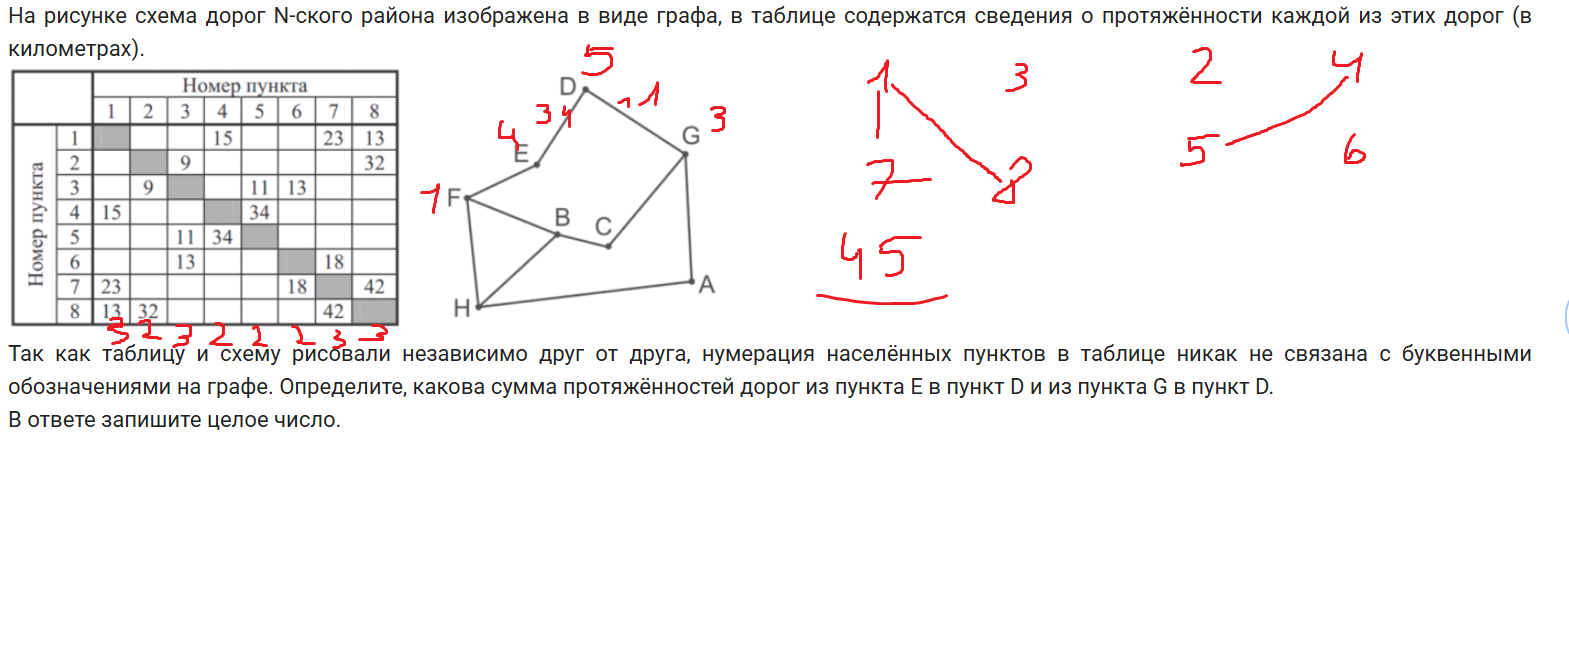 На рисунке схема дорог N-ского района изображена в виде графа, в таблице содержатся сведения о протяжённости каждой из этих дорог (в
километрах).
Номер пункта
1 2 3 4 5 6 7 8
Номер пункта
1 15 23 13
2 9 32
3 9 11 13
4 15 34
5 11 34
6 13 18
7 23 18 42
8 13 32 42
3 2 3 2 2 2 3 3
D 5
34 11
G 3
4
E
1 F
B C
A
H
1 3
7 8
45
2 4
5 6
Так как таблицу и схему рисовали независимо друг от друга, нумерация населённых пунктов в таблице никак не связана с буквенными
обозначениями на графе. Определите, какова сумма протяжённостей дорог из пункта E в пункт D и из пункта G в пункт D.
В ответе запишите целое число.